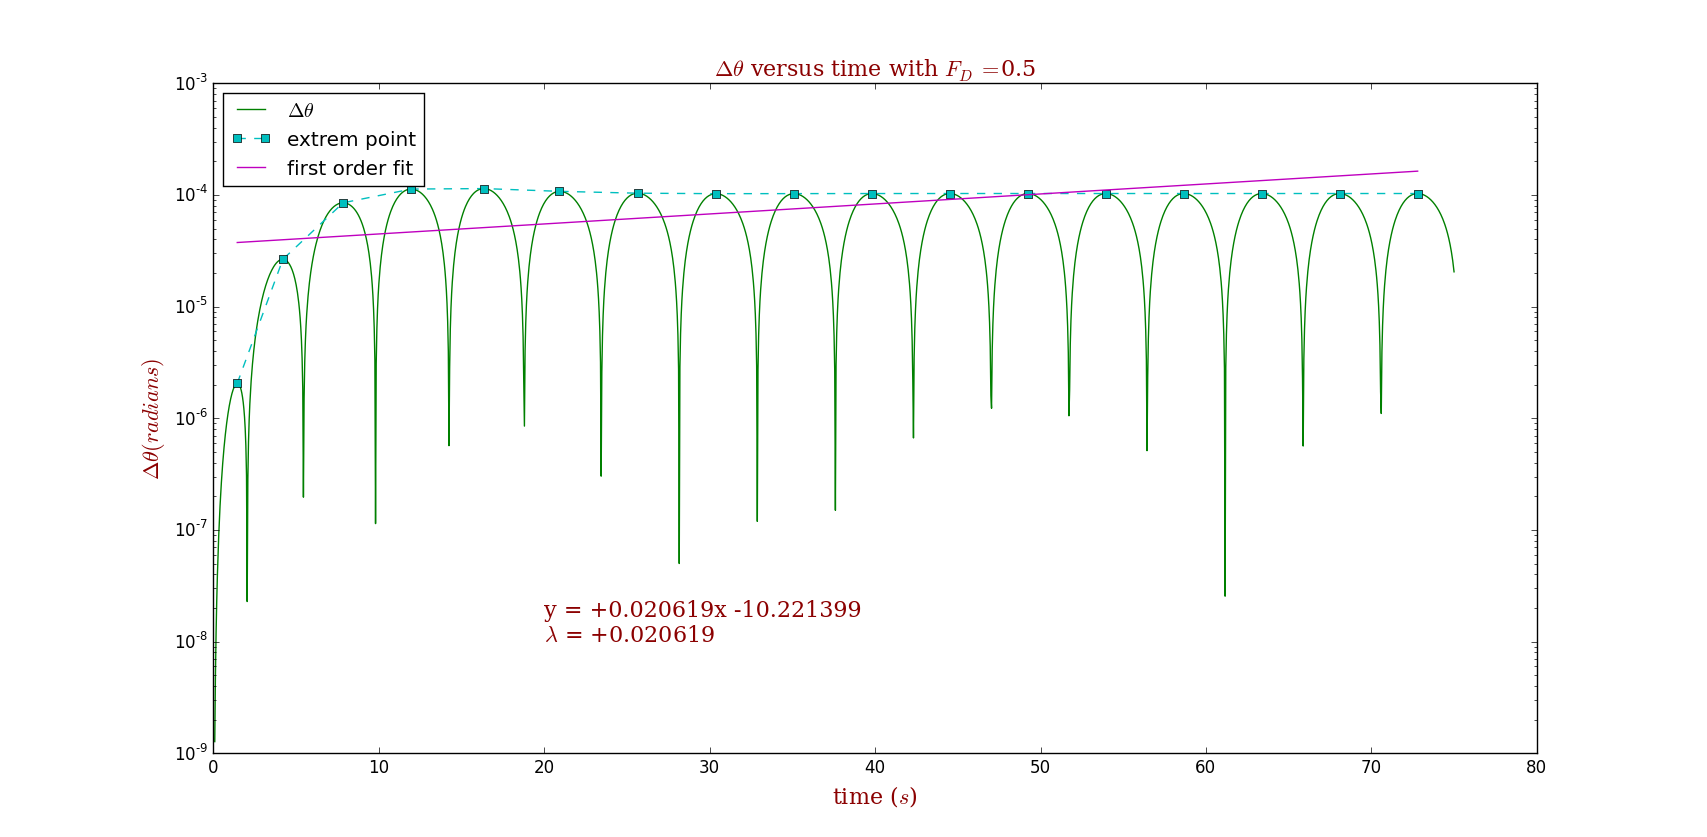 Δθ versus time with F_D =0.5
10^-3
10^-4
10^-5
10^-6
10^-7
10^-8
10^-9
Δθ(radians)
Δθ
extrem point
first order fit
y = +0.020619x -10.221399
λ = +0.020619
0 10 20 30 40 50 60 70 80
time (s)